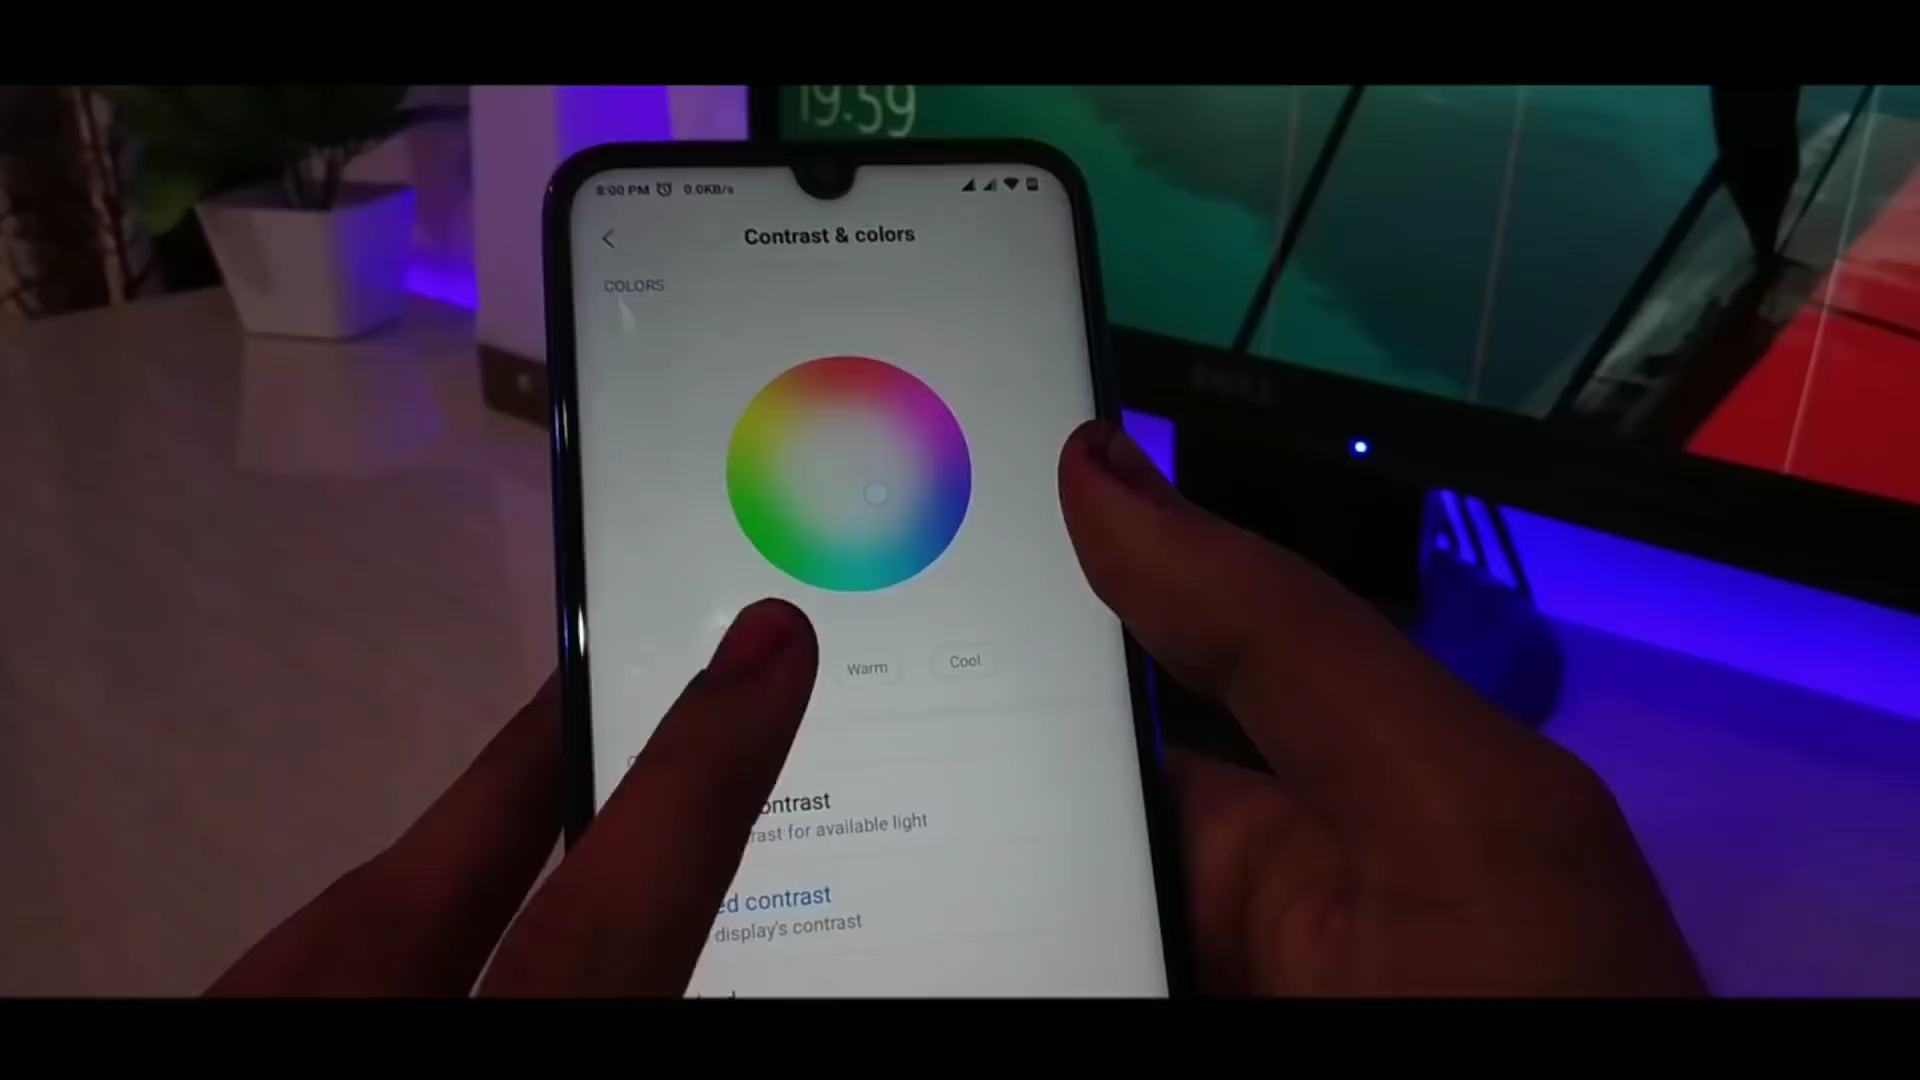 19.59
8:00 PM 0.0KB/s
Contrast & colors
COLORS
DELL
Warm Cool
ontrast
rast for available light
ed contrast
display's contrast